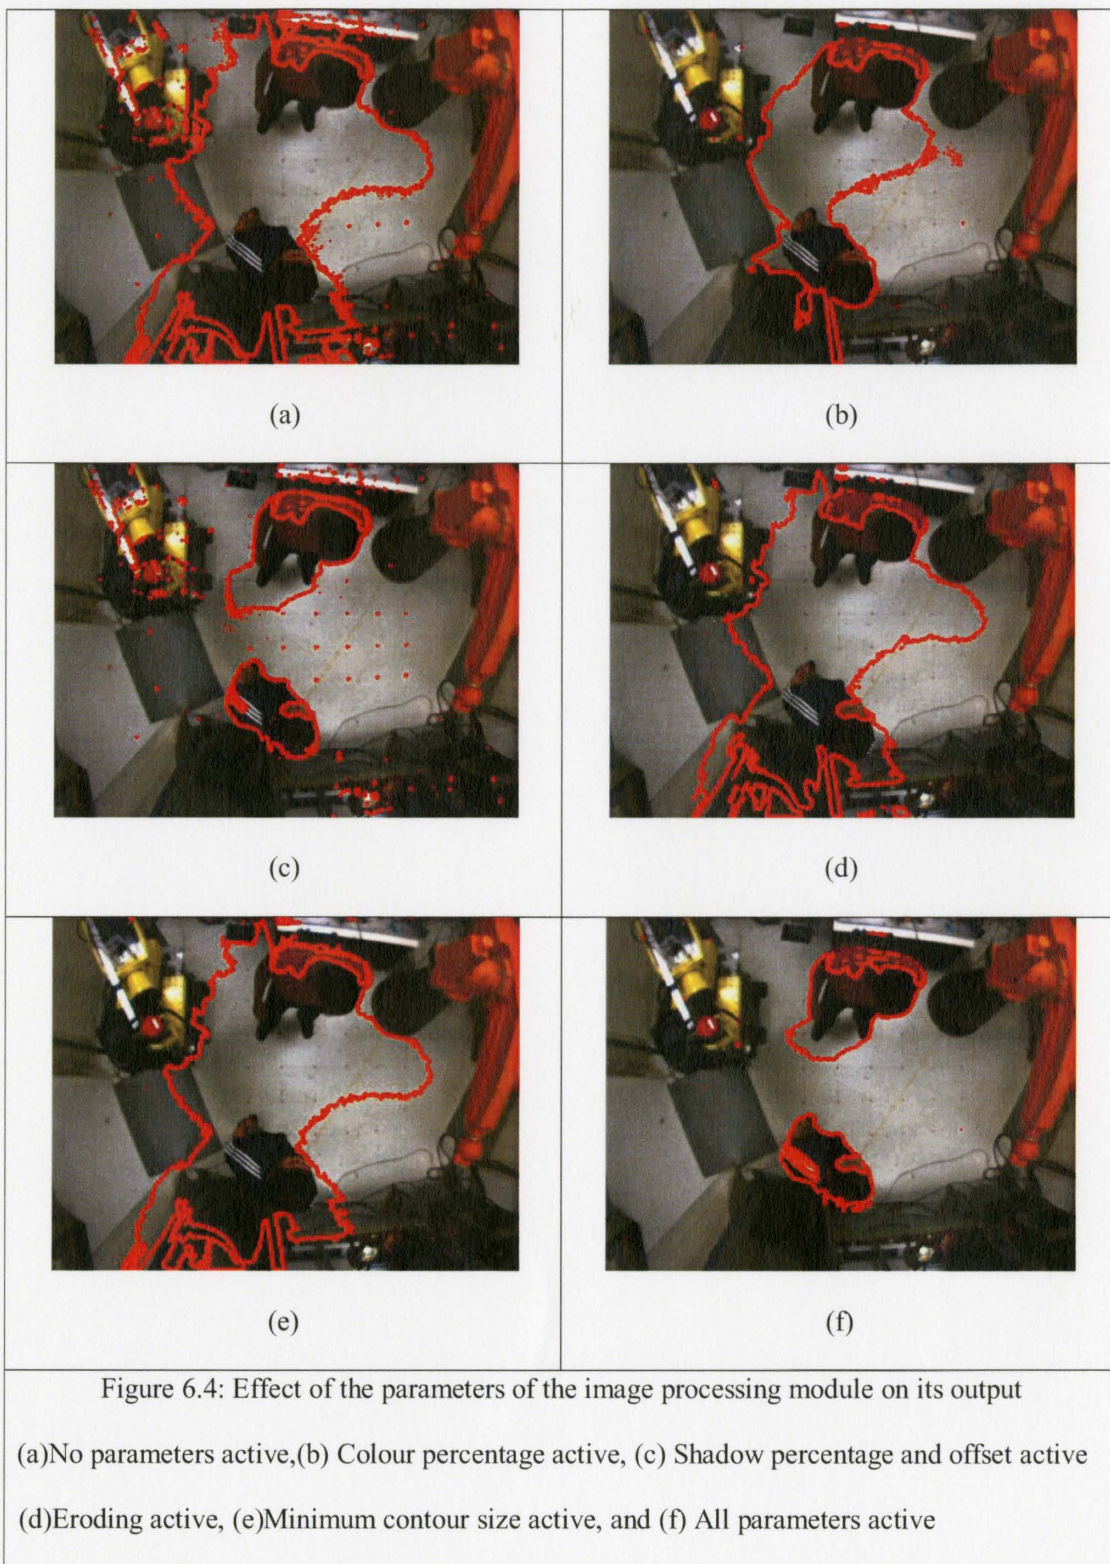 (a)
(b)
(c)
(d)
(e)
(f)
Figure 6.4: Effect of the parameters of the image processing module on its output
(a)No parameters active,(b) Colour percentage active, (c) Shadow percentage and offset active
(d)Eroding active, (e)Minimum contour size active, and (f) All parameters active